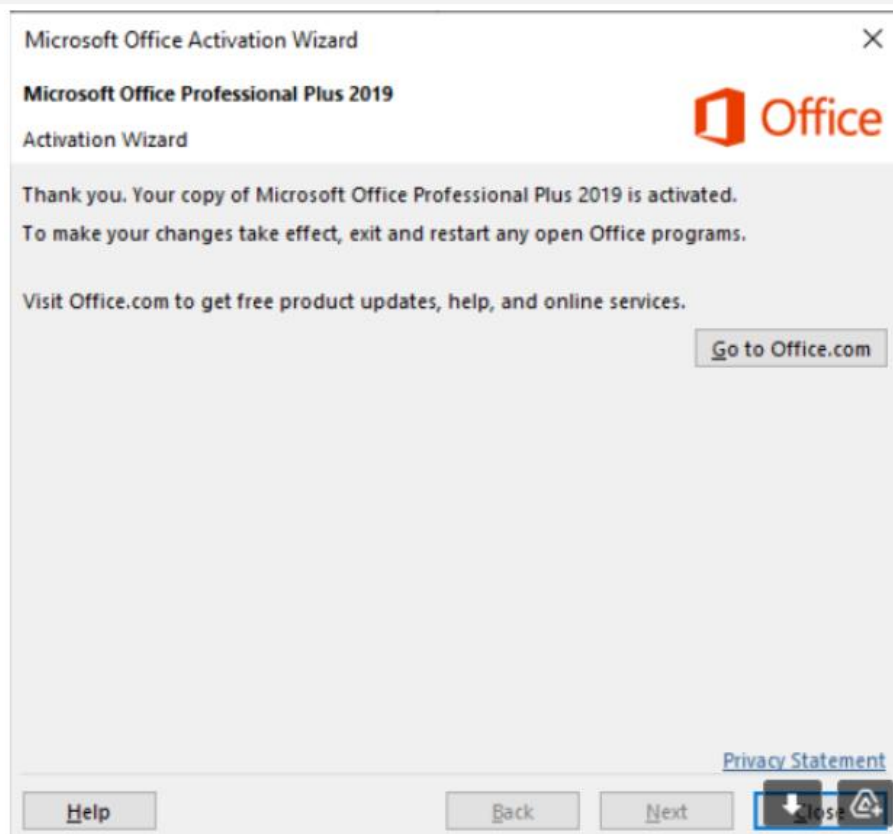 Microsoft Office Activation Wizard
Microsoft Office Professional Plus 2019
Office
Activation Wizard
Thank you. Your copy of Microsoft Office Professional Plus 2019 is activated.
To make your changes take effect, exit and restart any open Office programs.
Visit Office.com to get free product updates, help, and online services.
Go to Office.com
Privacy Statement
Help Back Next Close